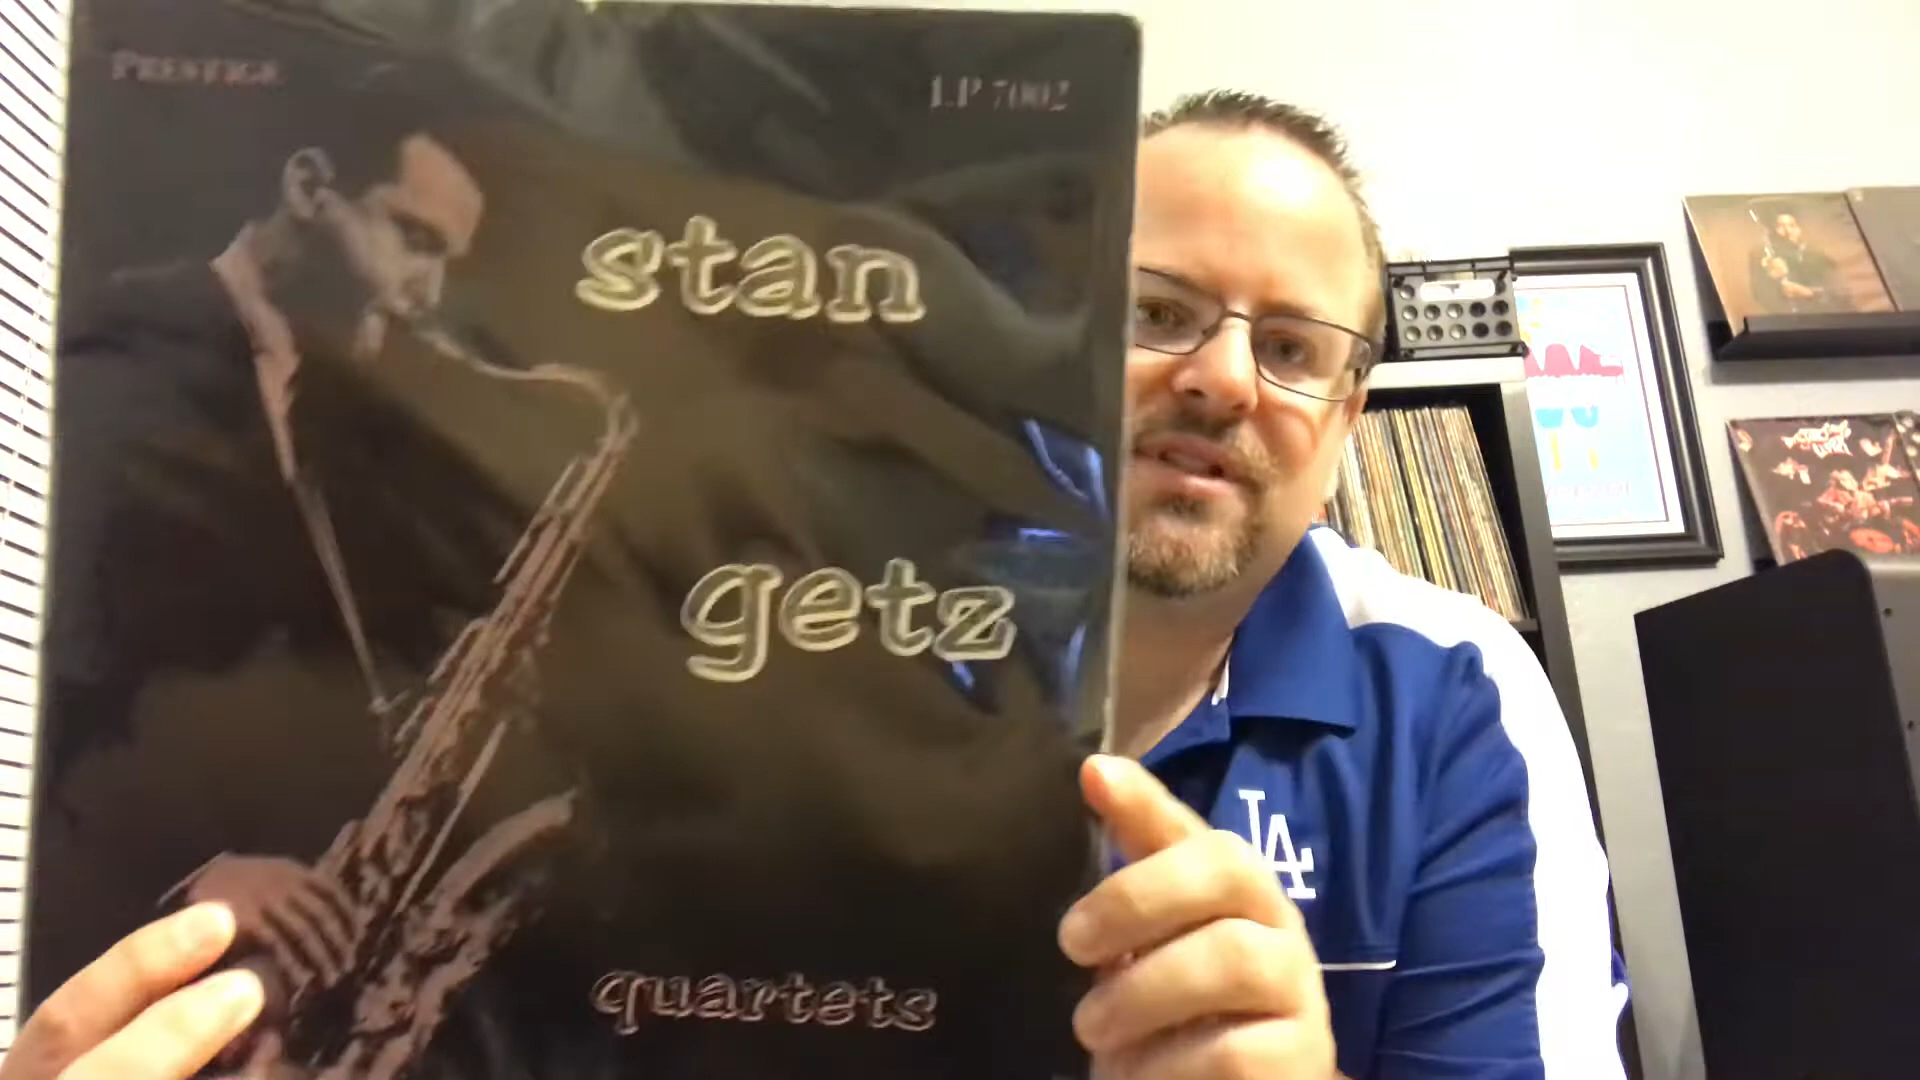 PRESTIGE
LP 7002
stan
getz
quartets
LA